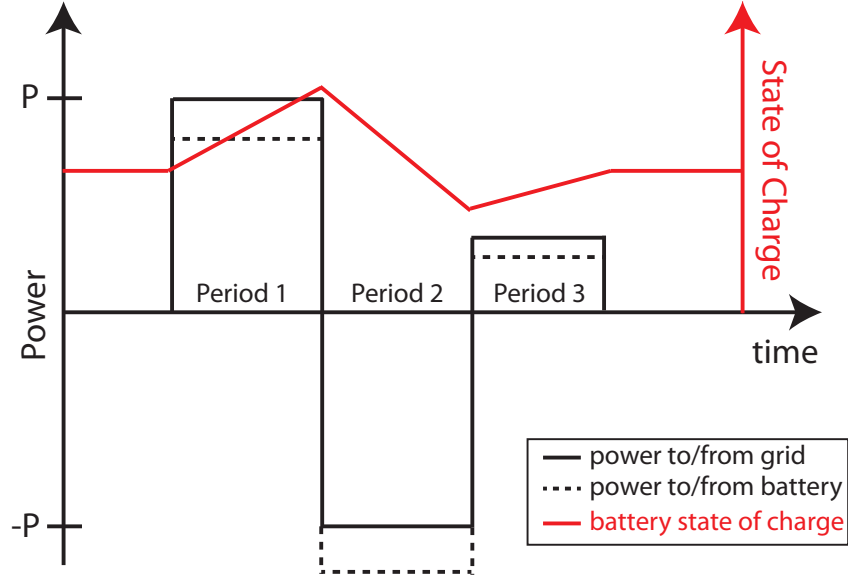 P
State of Charge
Power
Period 1
Period 2
Period 3
time
-P
power to/from grid
power to/from battery
battery state of charge